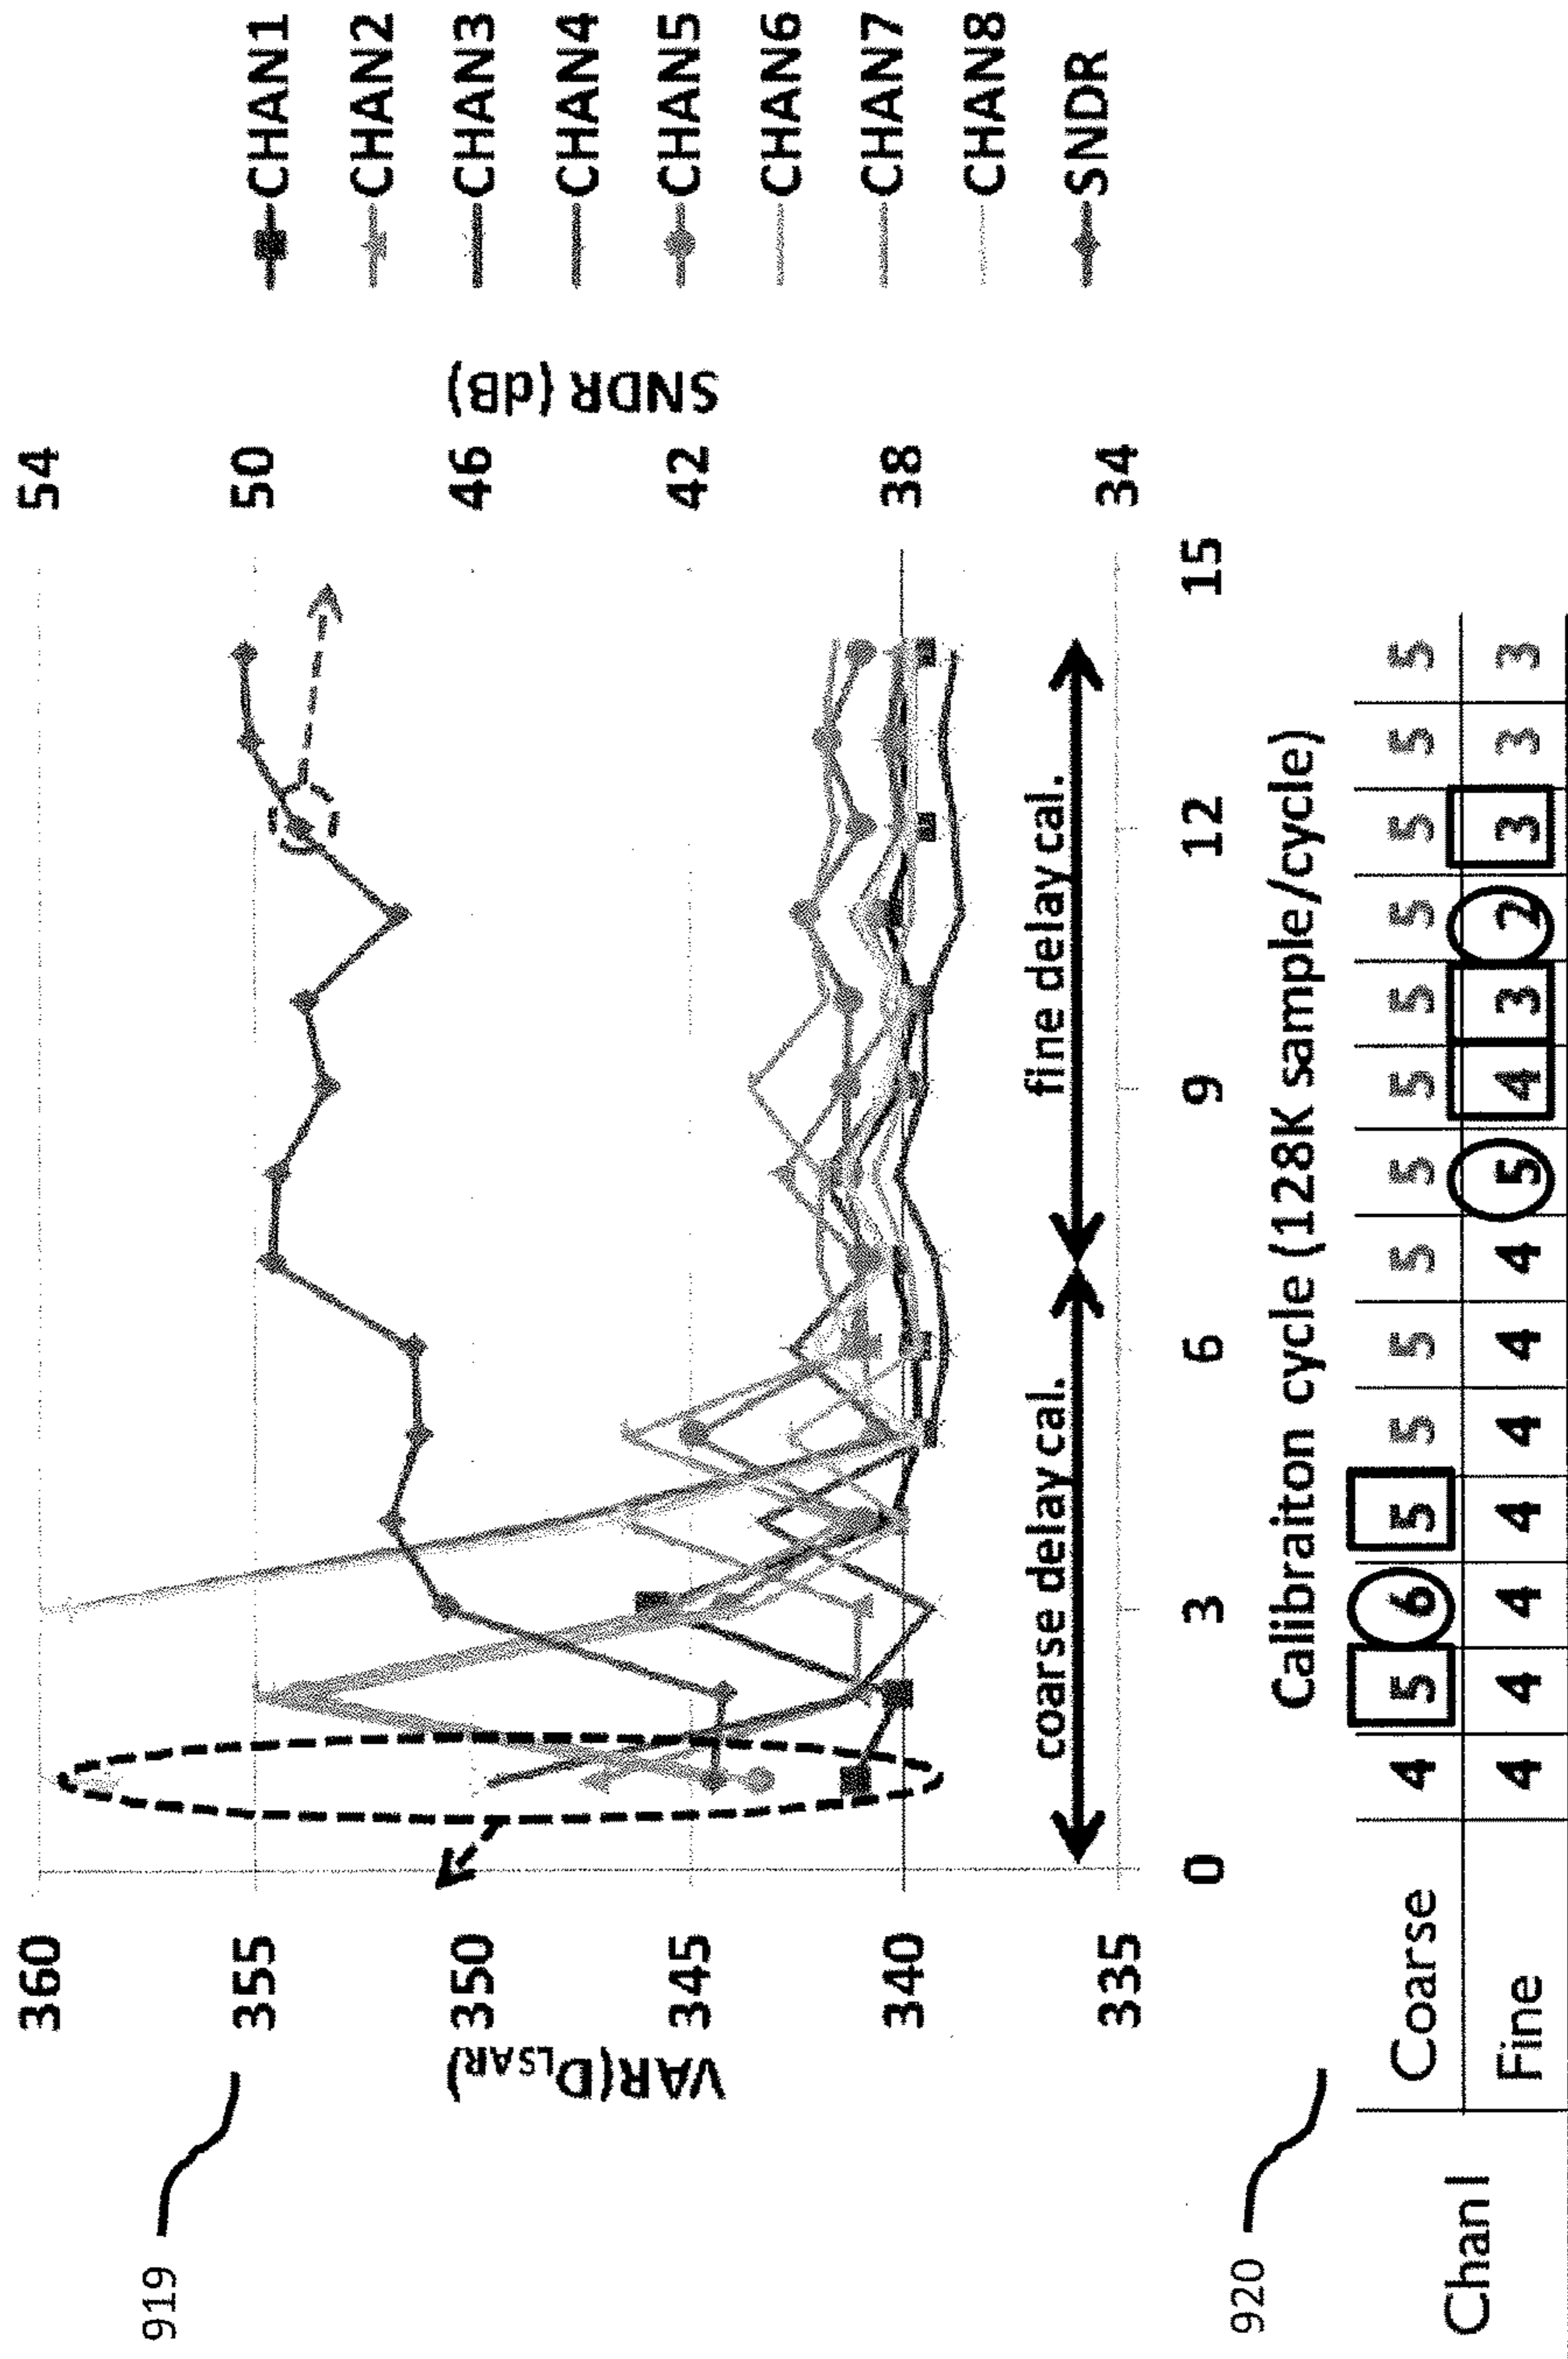 919
VAR(D_LSAR)
360
355
350
345
340
335
54
50
46
42
38
34
SNDR (dB)
CHAN1
CHAN2
CHAN3
CHAN4
CHAN5
CHAN6
CHAN7
CHAN8
SNDR
coarse delay cal.
fine delay cal.
0 3 6 9 12 15
Calibraiton cycle (128K sample/cycle)
920
Chan1
Coarse 4 5 6 5 5 5 5 5 5 5 5 5 5 5
Fine 4 4 4 4 4 4 4 5 4 3 2 3 3 3